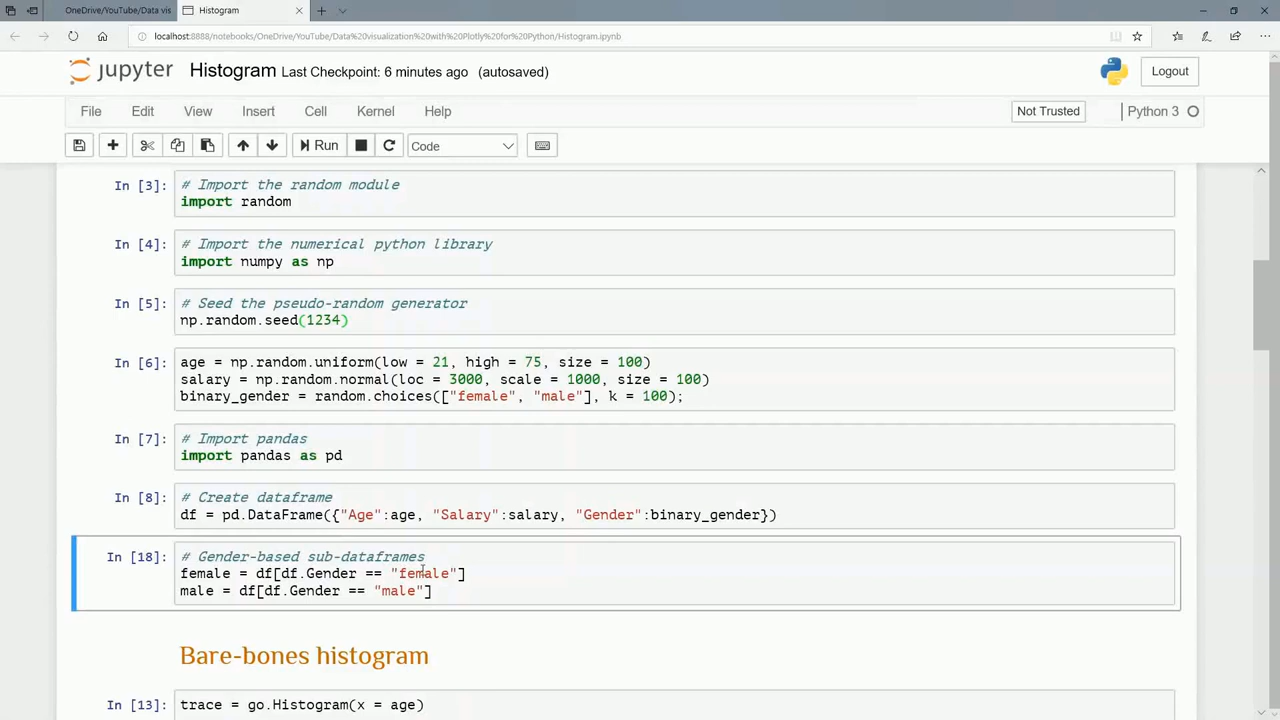 OneDrive/YouTube/Data vis
Histogram
localhost:8888/notebooks/OneDrive/YouTube/Data%20visualization%20with%20Plotly%20for%20Python/Histogram.ipynb
jupyter Histogram Last Checkpoint: 6 minutes ago (autosaved)
Logout
File Edit View Insert Cell Kernel Help
Not Trusted
Python 3
Run
Code
In [3]:
# Import the random module
import random
In [4]:
# Import the numerical python library
import numpy as np
In [5]:
# Seed the pseudo-random generator
np.random.seed(1234)
In [6]:
age = np.random.uniform(low = 21, high = 75, size = 100)
salary = np.random.normal(loc = 3000, scale = 1000, size = 100)
binary_gender = random.choices(["female", "male"], k = 100);
In [7]:
# Import pandas
import pandas as pd
In [8]:
# Create dataframe
df = pd.DataFrame({"Age":age, "Salary":salary, "Gender":binary_gender})
In [18]:
# Gender-based sub-dataframes
female = df[df.Gender == "female"]
male = df[df.Gender == "male"]
Bare-bones histogram
In [13]:
trace = go.Histogram(x = age)